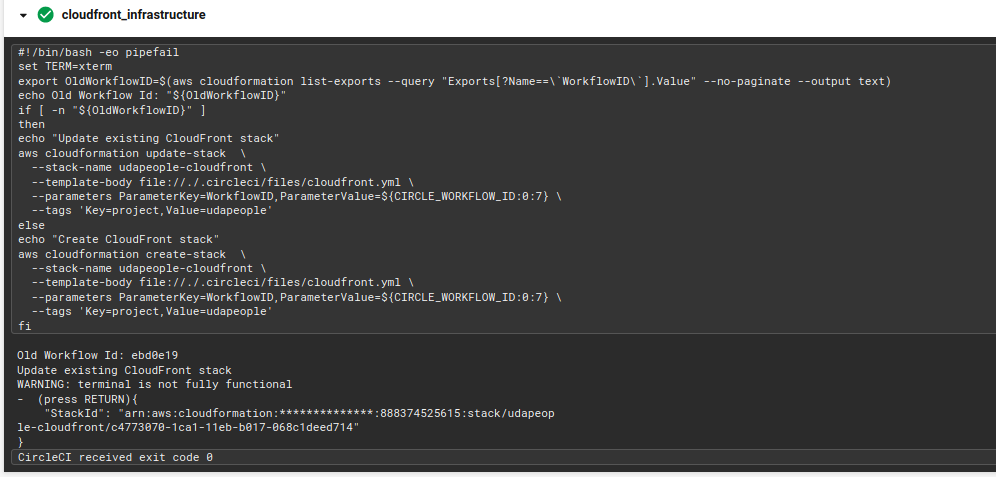 cloudfront_infrastructure
#!/bin/bash -eo pipefail
set TERM=xterm
export OldWorkflowID=$(aws cloudformation list-exports --query "Exports[?Name==\`WorkflowID\`].Value" --no-paginate --output text)
echo Old Workflow Id: "${OldWorkflowID}"
if [ -n "${OldWorkflowID}" ]
then
echo "Update existing CloudFront stack"
aws cloudformation update-stack  \
  --stack-name udapeople-cloudfront \
  --template-body file://./.circleci/files/cloudfront.yml \
  --parameters ParameterKey=WorkflowID,ParameterValue=${CIRCLE_WORKFLOW_ID:0:7} \
  --tags 'Key=project,Value=udapeople'
else
echo "Create CloudFront stack"
aws cloudformation create-stack  \
  --stack-name udapeople-cloudfront \
  --template-body file://./.circleci/files/cloudfront.yml \
  --parameters ParameterKey=WorkflowID,ParameterValue=${CIRCLE_WORKFLOW_ID:0:7} \
  --tags 'Key=project,Value=udapeople'
fi
Old Workflow Id: ebd0e19
Update existing CloudFront stack
WARNING: terminal is not fully functional
-  (press RETURN){
    "StackId": "arn:aws:cloudformation:**************:888374525615:stack/udapeop
le-cloudfront/c4773070-1ca1-11eb-b017-068c1deed714"
}
CircleCI received exit code 0